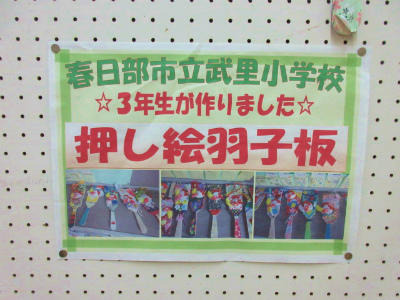 春日部市立武里小学校
☆3年生が作りました☆
押し絵羽子板